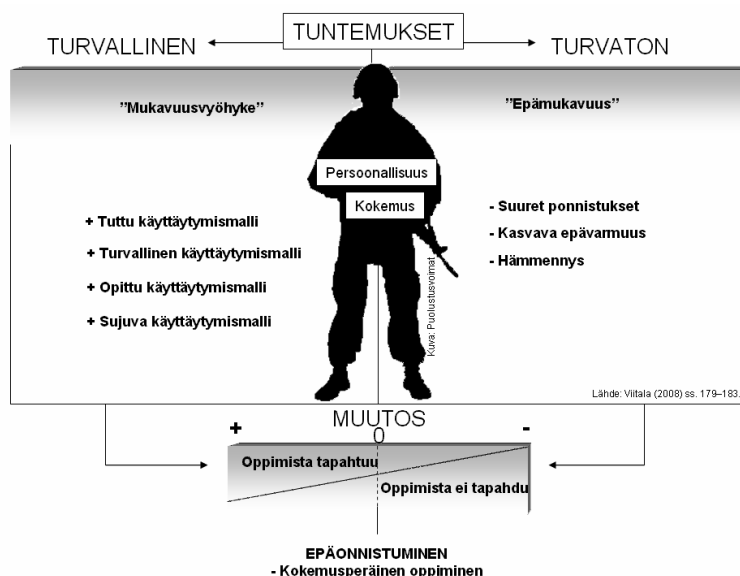 TUNTEMUKSET
TURVALLINEN
TURVATON
"Mukavuusvyöhyke"
"Epämukavuus"
Persoonallisuus
Kokemus
+ Tuttu käyttäytymismalli
+ Turvallinen käyttäytymismalli
+ Opittu käyttäytymismalli
+ Sujuva käyttäytymismalli
- Suuret ponnistukset
- Kasvava epävarmuus
- Hämmennys
Kuva: Puolustusvoimat
Lähde: Viitala (2008) ss. 179–183.
MUUTOS
+ 0 -
Oppimista tapahtuu
Oppimista ei tapahdu
EPÄONNISTUMINEN
- Kokemusperäinen oppiminen